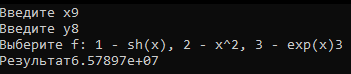 Введите x9
Введите y8
Выберите f: 1 - sh(x), 2 - x^2, 3 - exp(x)3
Результат6.57897e+07